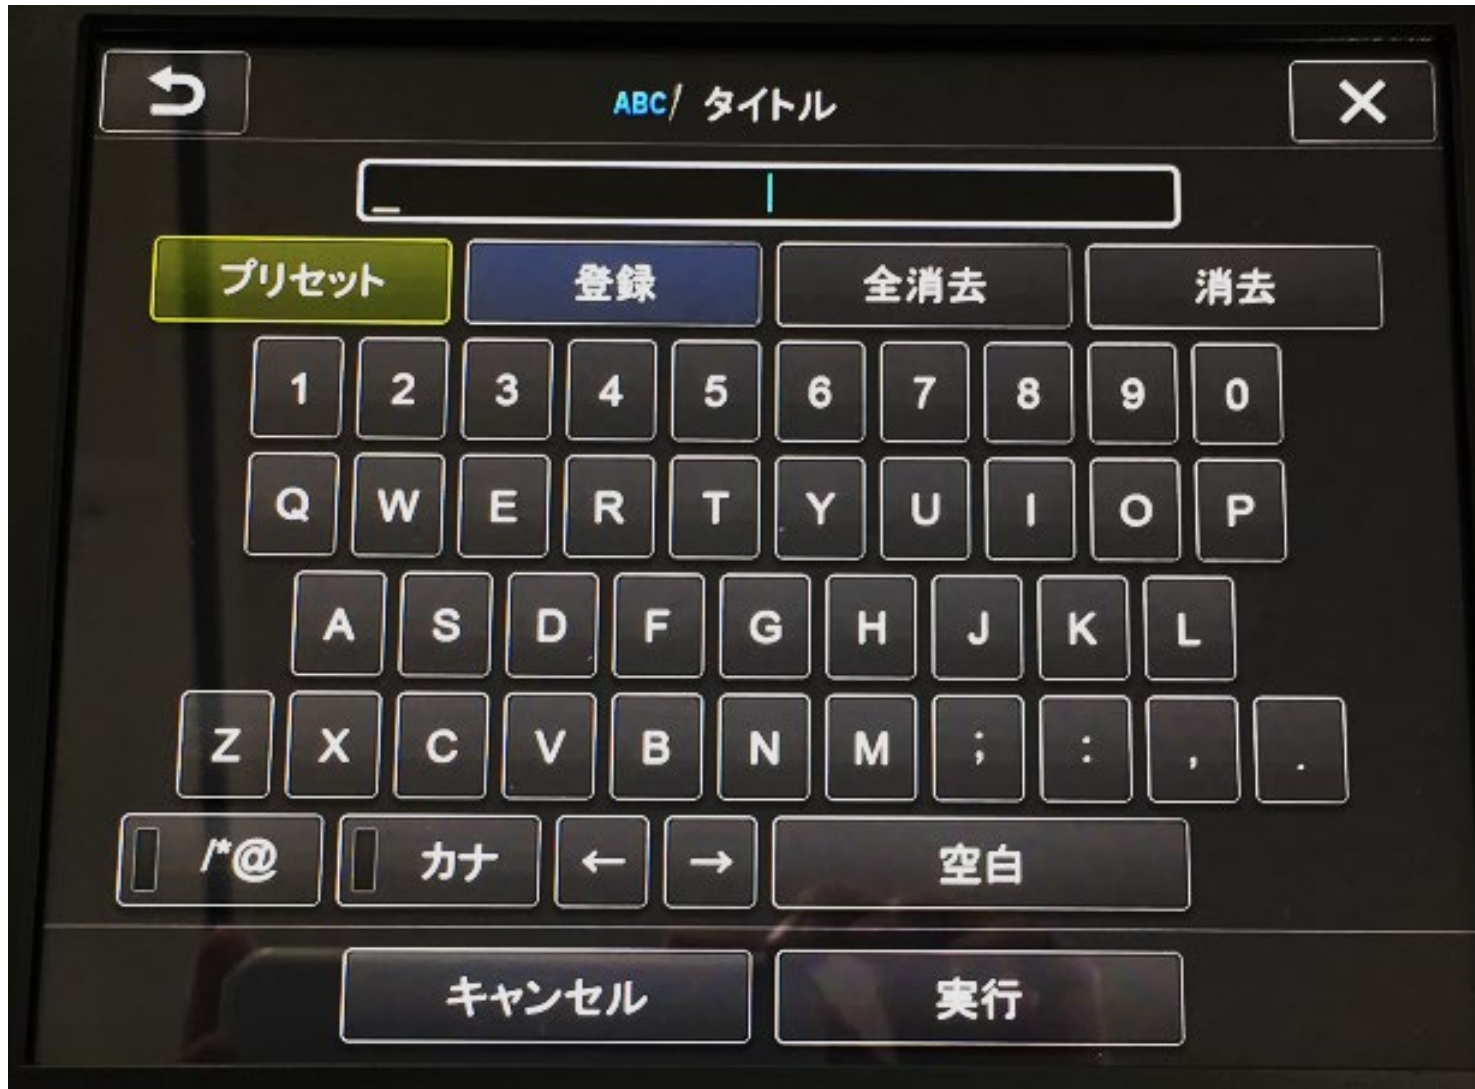 ABC/ タイトル
_
プリセット 登録 全消去 消去
1 2 3 4 5 6 7 8 9 0
Q W E R T Y U I O P
A S D F G H J K L
Z X C V B N M ; : , .
/*@ カナ ← → 空白
キャンセル 実行